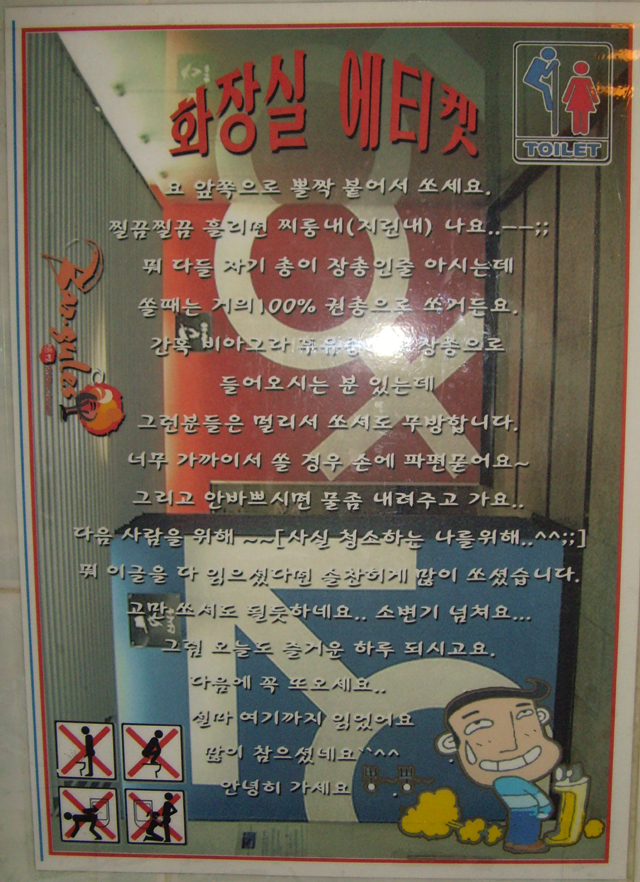 화장실 에티켓
TOILET
요 앞쪽으로 뽈짝 붙어서 쏘세요.
찔끔찔끔 흘리면 찌룽내(지린내) 나요..--;;
뭐 다들 자기 총이 장총인줄 아시는데
쏠때는 거의100% 권총으로 쏘거든요.
간혹 비아그라 장총으로
들어오시는 분 있는데
그런분들은 멀리서 쏘셔도 무방합니다.
너무 가까이서 쏠 경우 손에 파편묻어요~
그리고 안바쁘시면 물좀 내려주고 가요..
다음 사람을 위해 ~~[사실 청소하는 나를위해..^^;;]
뭐 이글을 다 읽으셨다면 솔찬히게 많이 쏘셨습니다.
고만 쏘셔도 될듯하네요.. 소변기 넘쳐요...
그럼 오늘도 즐거운 하루 되시고요.
다음에 꼭 또오세요..
설마 여기까지 읽었어요
많이 참으셨네요``^^
안녕히 가세요